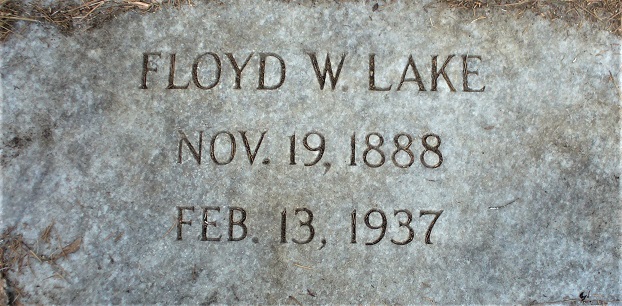 FLOYD W. LAKE
NOV. 19, 1888
FEB. 13, 1937